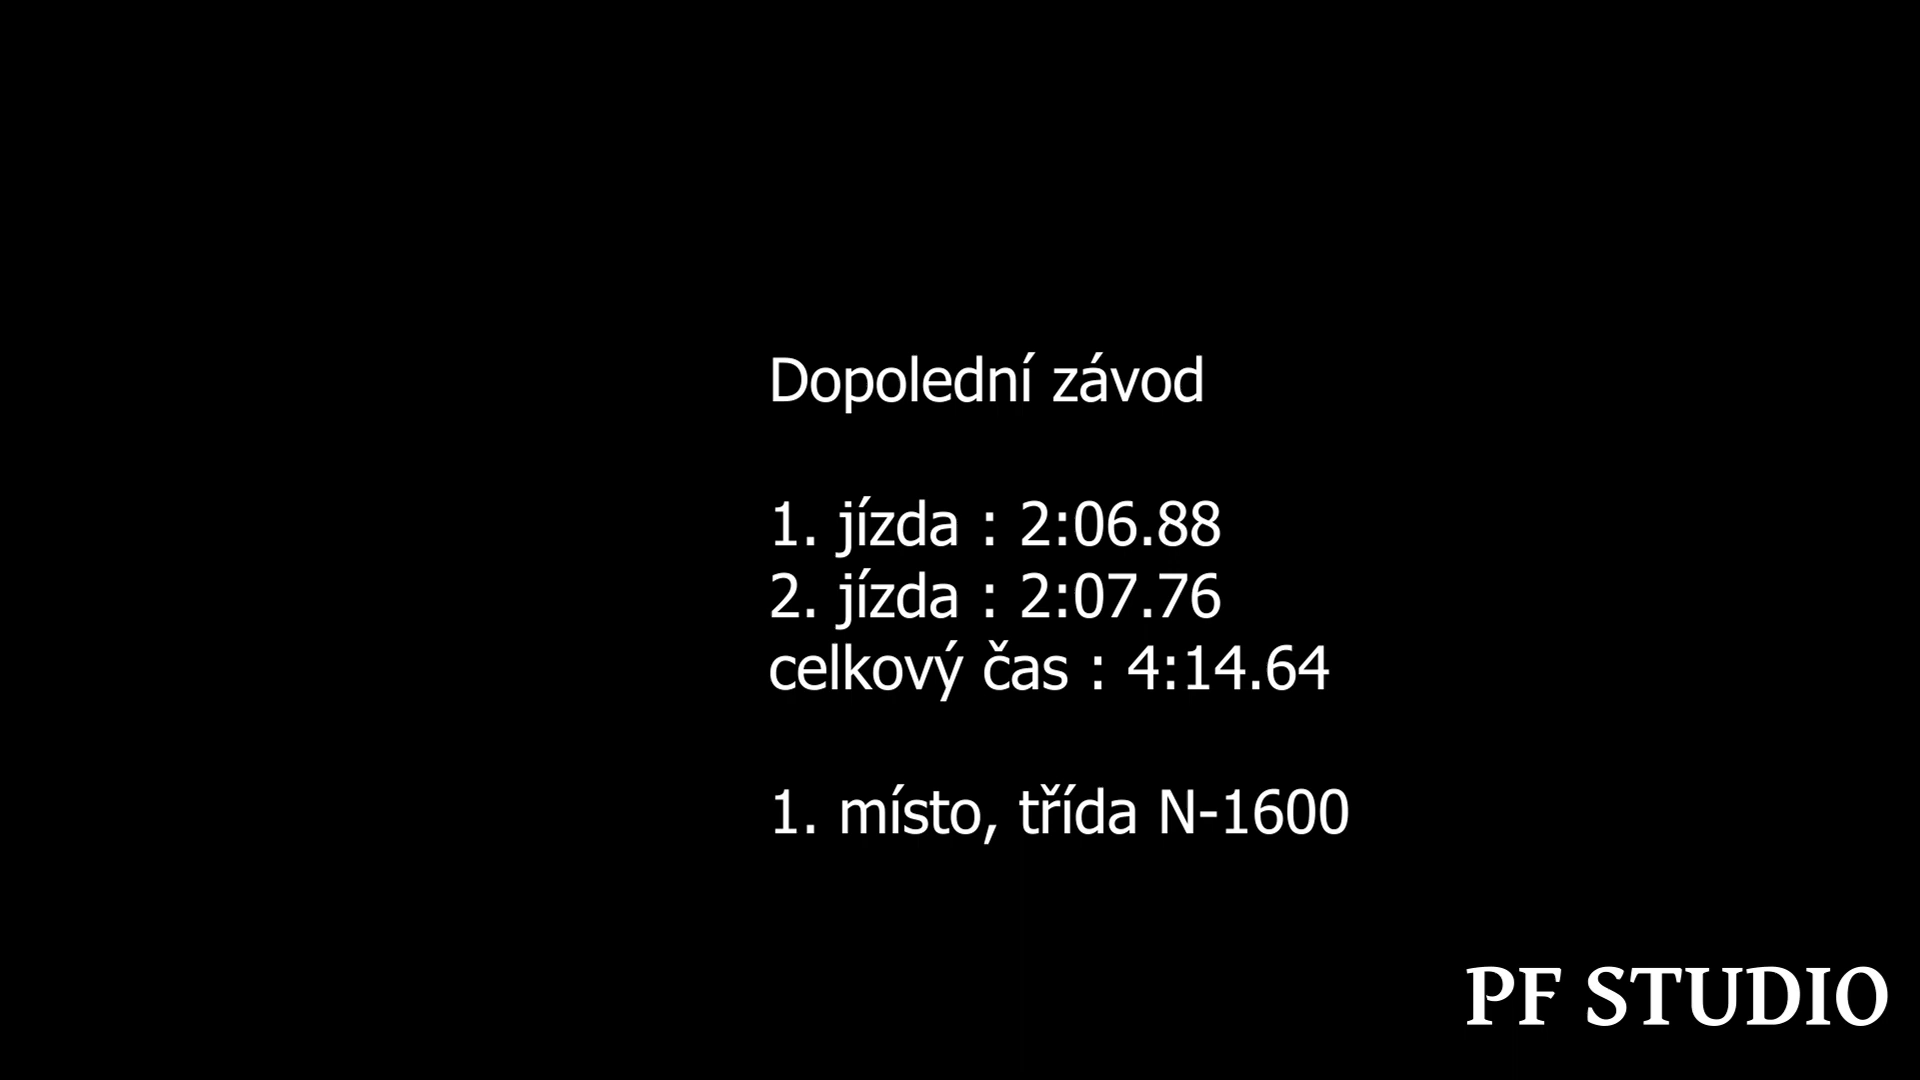 Dopolední závod
1. jízda : 2:06.88
2. jízda : 2:07.76
celkový čas : 4:14.64
1. místo, třída N-1600
PF STUDIO